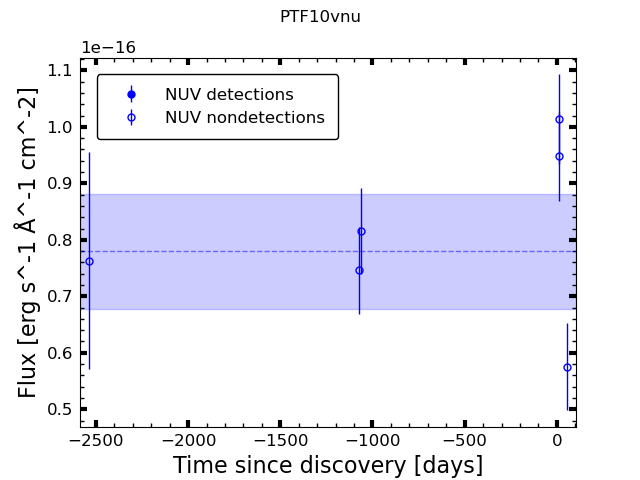 PTF10vnu
1e−16
NUV detections
NUV nondetections
1.1
1.0
0.9
0.8
0.7
0.6
0.5
Flux [erg s^-1 Å^-1 cm^-2]
−2500 −2000 −1500 −1000 −500 0
Time since discovery [days]